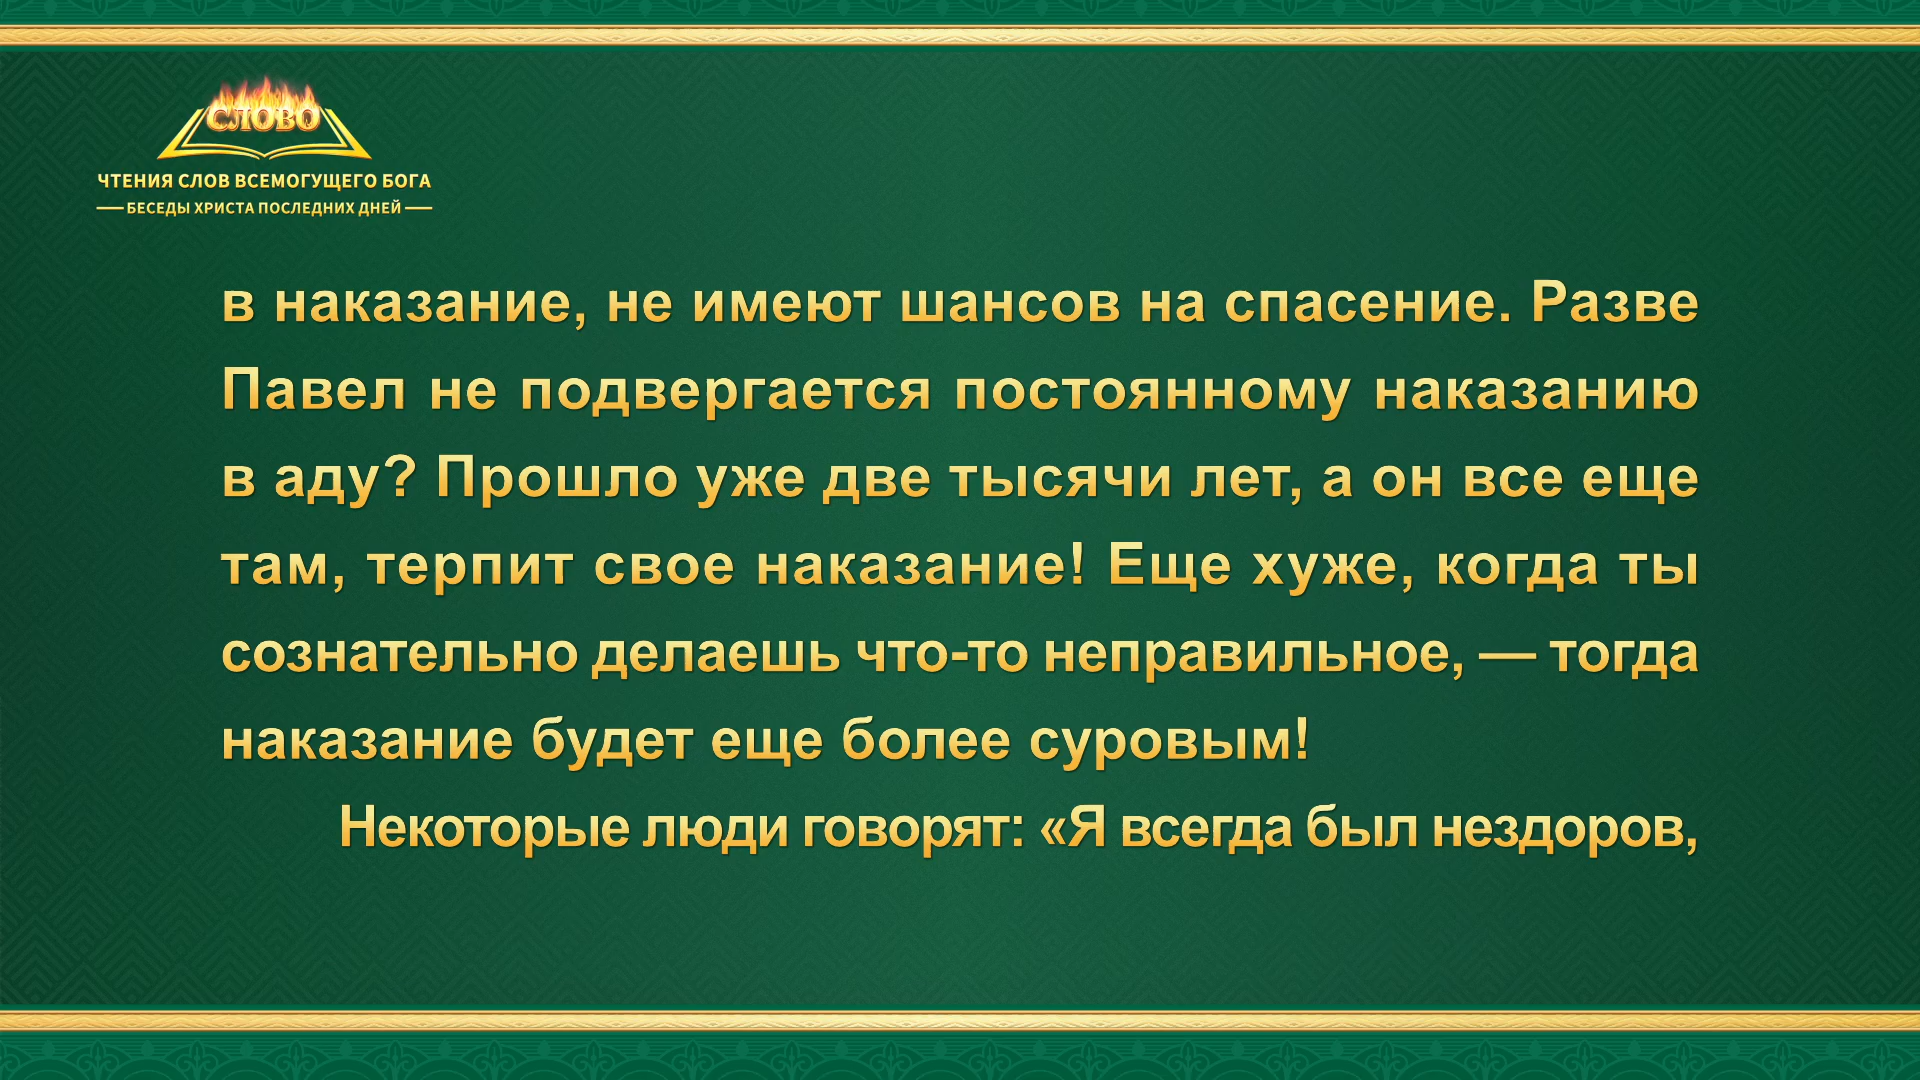 СЛОВО
ЧТЕНИЯ СЛОВ ВСЕМОГУЩЕГО БОГА
БЕСЕДЫ ХРИСТА ПОСЛЕДНИХ ДНЕЙ
в наказание, не имеют шансов на спасение. Разве
Павел не подвергается постоянному наказанию
в аду? Прошло уже две тысячи лет, а он все еще
там, терпит свое наказание! Еще хуже, когда ты
сознательно делаешь что-то неправильное, — тогда
наказание будет еще более суровым!
Некоторые люди говорят: «Я всегда был нездоров,